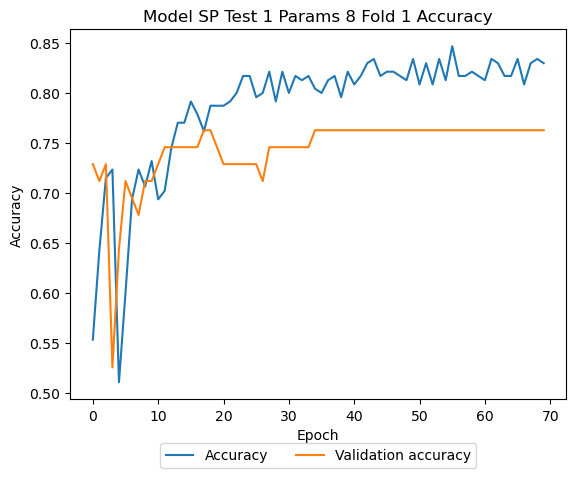 Model SP Test 1 Params 8 Fold 1 Accuracy
0.85
0.80
0.75
0.70
0.65
0.60
0.55
0.50
Accuracy
0 10 20 30 40 50 60 70
Epoch
Accuracy Validation accuracy